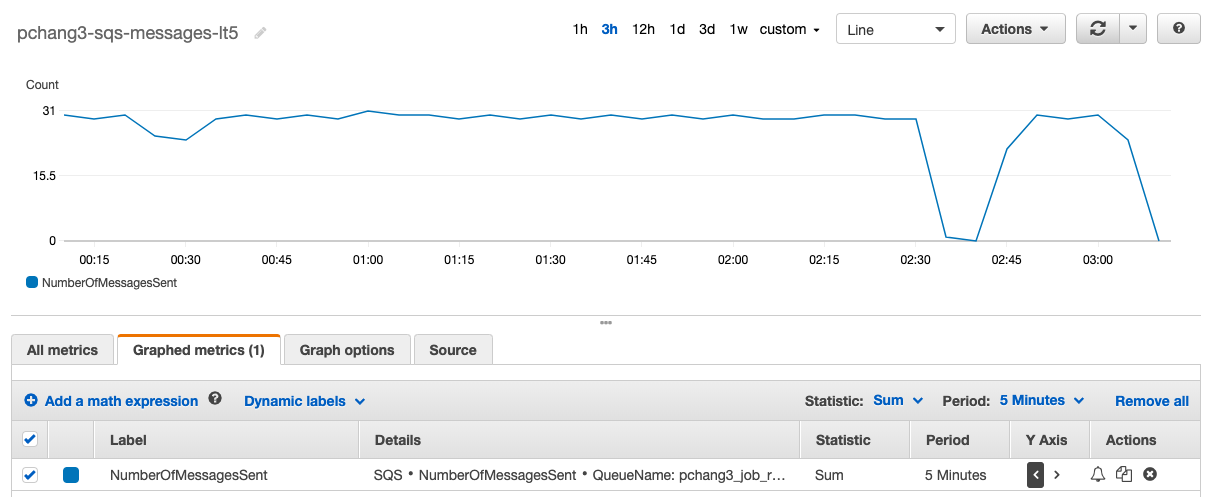 pchang3-sqs-messages-lt5
1h 3h 12h 1d 3d 1w custom Line Actions ?
Count
31
15.5
0
00:15 00:30 00:45 01:00 01:15 01:30 01:45 02:00 02:15 02:30 02:45 03:00
NumberOfMessagesSent
All metrics Graphed metrics (1) Graph options Source
Add a math expression ? Dynamic labels Statistic: Sum Period: 5 Minutes Remove all
Label Details Statistic Period Y Axis Actions
NumberOfMessagesSent SQS • NumberOfMessagesSent • QueueName: pchang3_job_r... Sum 5 Minutes < >